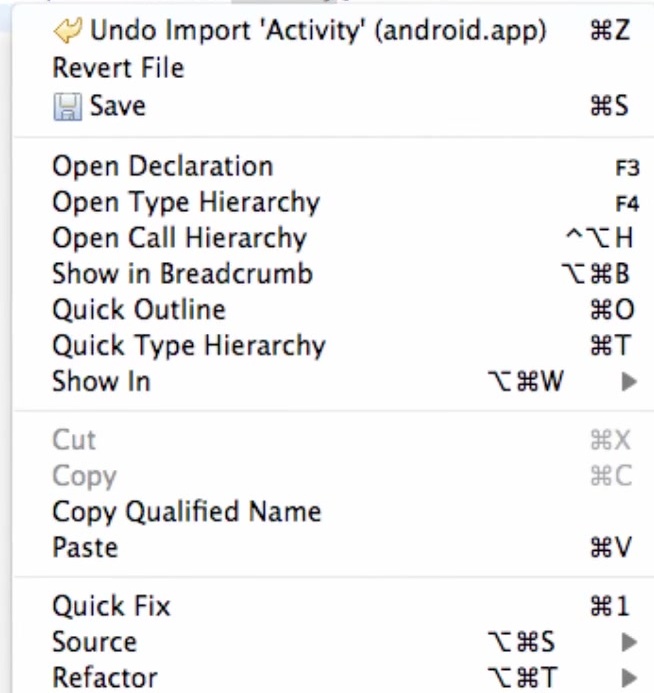 Undo Import 'Activity' (android.app) ⌘Z
Revert File
Save ⌘S
Open Declaration F3
Open Type Hierarchy F4
Open Call Hierarchy ^⌥H
Show in Breadcrumb ⌥⌘B
Quick Outline ⌘O
Quick Type Hierarchy ⌘T
Show In ⌥⌘W ▶
Cut ⌘X
Copy ⌘C
Copy Qualified Name
Paste ⌘V
Quick Fix ⌘1
Source ⌥⌘S ▶
Refactor ⌥⌘T ▶